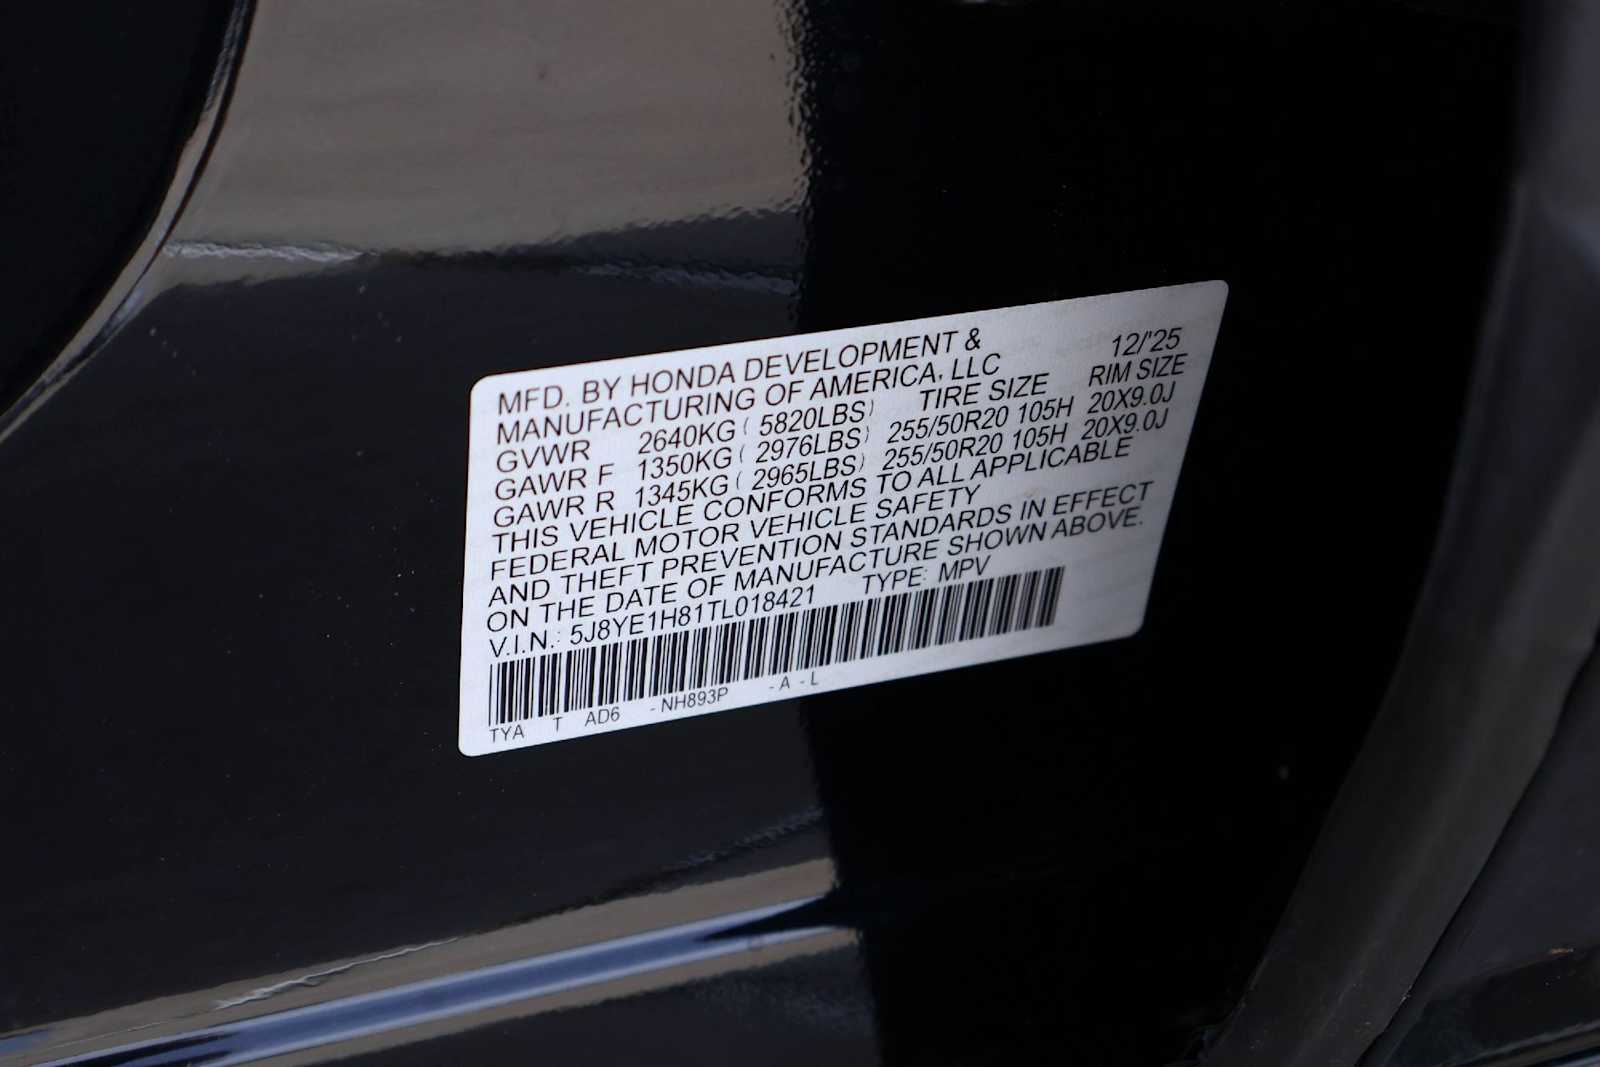 MFD. BY HONDA DEVELOPMENT & 12/'25
MANUFACTURING OF AMERICA, LLC
TIRE SIZE RIM SIZE
GVWR 2640KG ( 5820LBS)
GAWR F 1350KG ( 2976LBS) 255/50R20 105H 20X9.0J
GAWR R 1345KG ( 2965LBS) 255/50R20 105H 20X9.0J
THIS VEHICLE CONFORMS TO ALL APPLICABLE
FEDERAL MOTOR VEHICLE SAFETY
AND THEFT PREVENTION STANDARDS IN EFFECT
ON THE DATE OF MANUFACTURE SHOWN ABOVE.
V.I.N.: 5J8YE1H81TL018421 TYPE: MPV
TYA T AD6 -NH893P -A -L